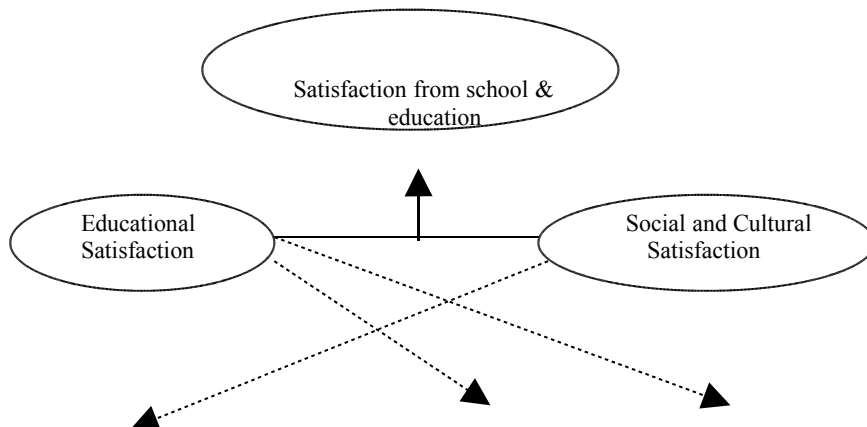 Satisfaction from school &
education
Educational
Satisfaction
Social and Cultural
Satisfaction